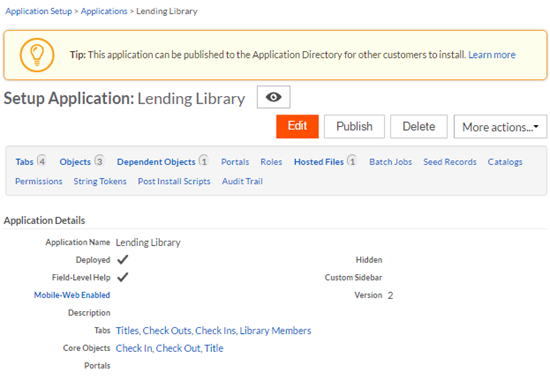 Application Setup > Applications > Lending Library
Tip: This application can be published to the Application Directory for other customers to install. Learn more
Setup Application: Lending Library
Edit Publish Delete More actions...
Tabs 4 Objects 3 Dependent Objects 1 Portals Roles Hosted Files 1 Batch Jobs Seed Records Catalogs
Permissions String Tokens Post Install Scripts Audit Trail
Application Details
Application Name Lending Library
Deployed Hidden
Field-Level Help Custom Sidebar
Mobile-Web Enabled Version 2
Description
Tabs Titles, Check Outs, Check Ins, Library Members
Core Objects Check In, Check Out, Title
Portals